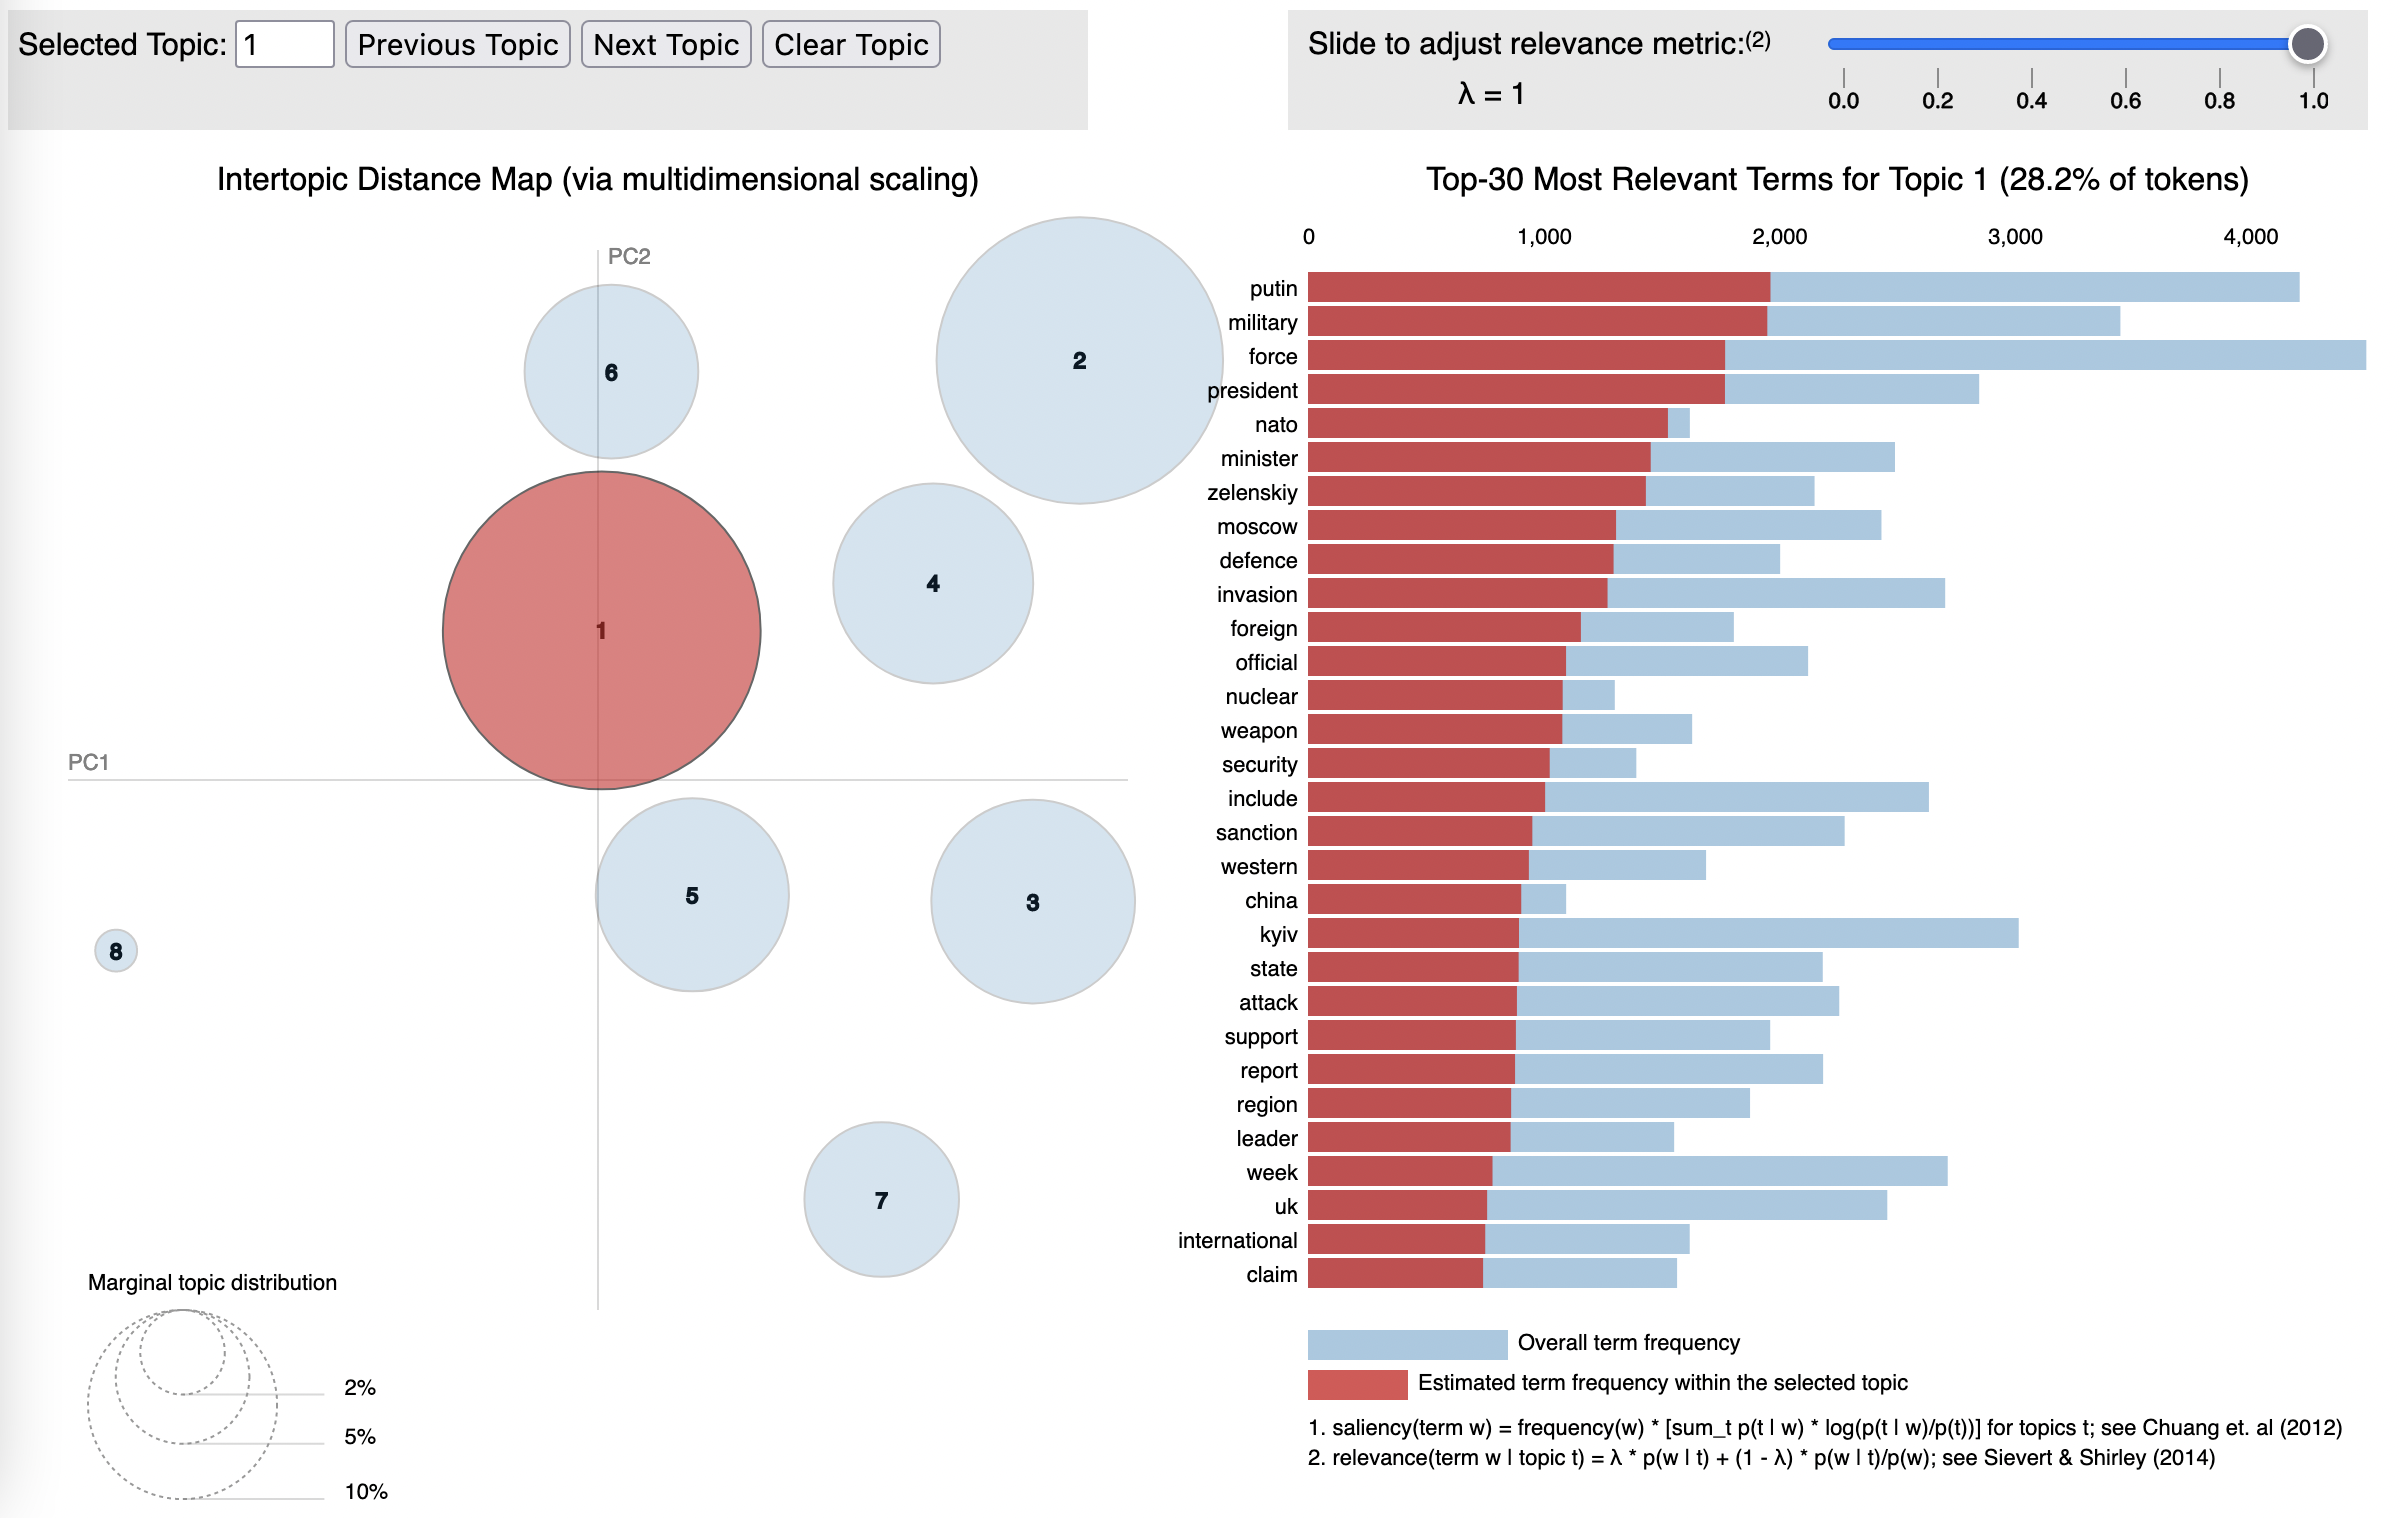 Selected Topic: 1 Previous Topic Next Topic Clear Topic
Slide to adjust relevance metric:(2)
λ = 1
0.0 0.2 0.4 0.6 0.8 1.0
Intertopic Distance Map (via multidimensional scaling)
PC2
6
2
4
1
PC1
5
3
8
7
Marginal topic distribution
2%
5%
10%
Top-30 Most Relevant Terms for Topic 1 (28.2% of tokens)
0 1,000 2,000 3,000 4,000
putin
military
force
president
nato
minister
zelenskiy
moscow
defence
invasion
foreign
official
nuclear
weapon
security
include
sanction
western
china
kyiv
state
attack
support
report
region
leader
week
uk
international
claim
Overall term frequency
Estimated term frequency within the selected topic
1. saliency(term w) = frequency(w) * [sum_t p(t | w) * log(p(t | w)/p(t))] for topics t; see Chuang et. al (2012)
2. relevance(term w | topic t) = λ * p(w | t) + (1 - λ) * p(w | t)/p(w); see Sievert & Shirley (2014)